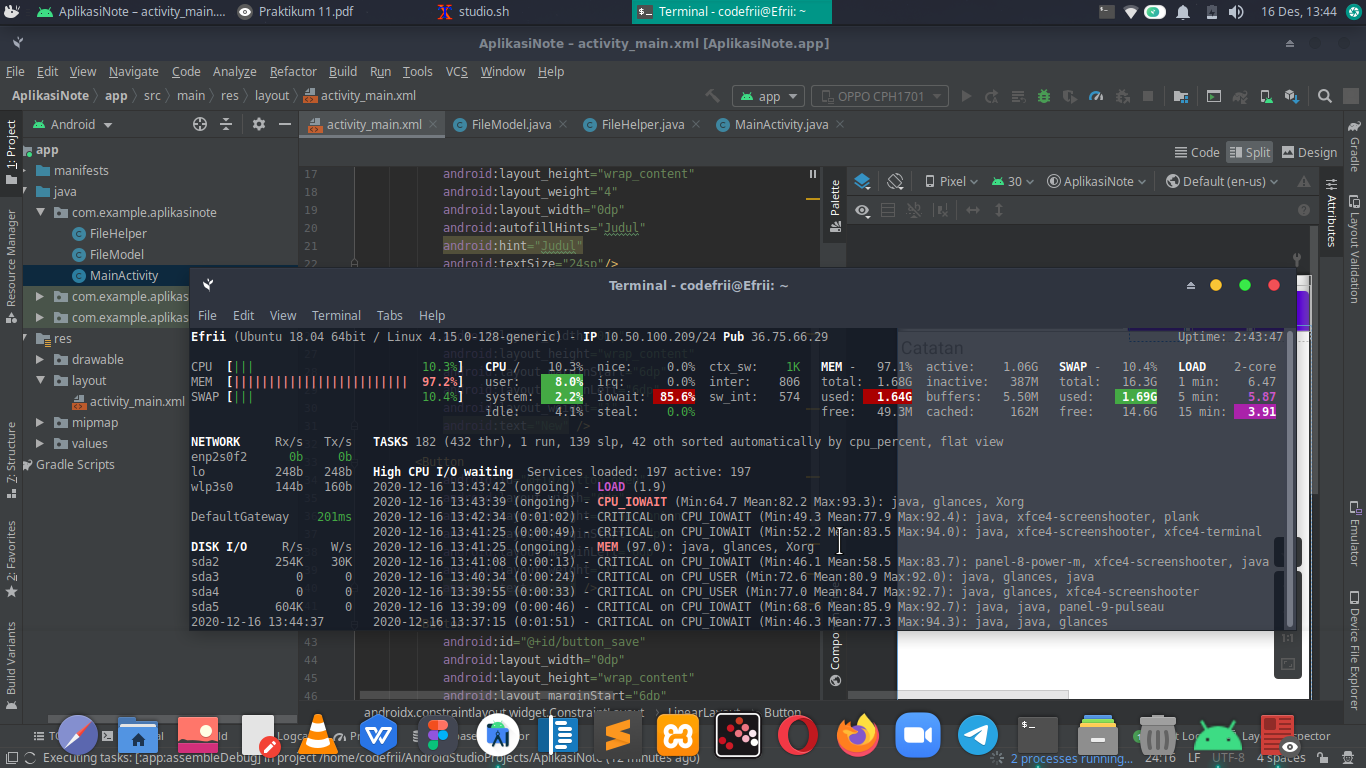 AplikasiNote – activity_main....
Praktikum 11.pdf
studio.sh
Terminal - codefrii@Efrii: ~
16 Des, 13:44
AplikasiNote – activity_main.xml [AplikasiNote.app]
File Edit View Navigate Code Analyze Refactor Build Run Tools VCS Window Help
AplikasiNote app src main res layout activity_main.xml
app
OPPO CPH1701
Android
activity_main.xml
FileModel.java
FileHelper.java
MainActivity.java
Code Split Design
app
manifests
java
com.example.aplikasinote
FileHelper
FileModel
MainActivity
com.example.aplikas
com.example.aplikas
res
drawable
layout
activity_main.xml
mipmap
values
Gradle Scripts
1: Project
Resource Manager
7: Structure
2: Favorites
Build Variants
17 android:layout_height="wrap_content"
18 android:layout_weight="4"
19 android:layout_width="0dp"
20 android:autofillHints="Judul"
21 android:hint="Judul"
22 android:textSize="24sp"/>
Palette
Pixel 30 AplikasiNote Default (en-us)
Attributes
Gradle
Layout Validation
Emulator
Device File Explorer
Terminal - codefrii@Efrii: ~
File Edit View Terminal Tabs Help
Efrii (Ubuntu 18.04 64bit / Linux 4.15.0-128-generic) - IP 10.50.100.209/24 Pub 36.75.66.29 Uptime: 2:43:47
Catatan
CPU [||| 10.3%] CPU / 10.3% nice: 0.0% ctx_sw: 1K MEM - 97.1% active: 1.06G SWAP - 10.4% LOAD 2-core
MEM [||||||||||||||||||||||||| 97.2%] user: 8.0% irq: 0.0% inter: 806 total: 1.68G inactive: 387M total: 16.3G 1 min: 6.47
SWAP [||| 10.4%] system: 2.2% iowait: 85.6% sw_int: 574 used: 1.64G buffers: 5.50M used: 1.69G 5 min: 5.87
idle: 4.1% steal: 0.0% free: 49.3M cached: 162M free: 14.6G 15 min: 3.91
NETWORK Rx/s Tx/s TASKS 182 (432 thr), 1 run, 139 slp, 42 oth sorted automatically by cpu_percent, flat view
enp2s0f2 0b 0b
lo 248b 248b High CPU I/O waiting Services loaded: 197 active: 197
wlp3s0 144b 160b 2020-12-16 13:43:42 (ongoing) - LOAD (1.9)
2020-12-16 13:43:39 (ongoing) - CPU_IOWAIT (Min:64.7 Mean:82.2 Max:93.3): java, glances, Xorg
DefaultGateway 201ms 2020-12-16 13:42:34 (0:01:02) - CRITICAL on CPU_IOWAIT (Min:49.3 Mean:77.9 Max:92.4): java, xfce4-screenshooter, plank
2020-12-16 13:41:25 (0:00:49) - CRITICAL on CPU_IOWAIT (Min:52.2 Mean:83.5 Max:94.0): java, xfce4-screenshooter, xfce4-terminal
DISK I/O R/s W/s 2020-12-16 13:41:25 (ongoing) - MEM (97.0): java, glances, Xorg
sda2 254K 30K 2020-12-16 13:41:08 (0:00:13) - CRITICAL on CPU_IOWAIT (Min:46.1 Mean:58.5 Max:83.7): panel-8-power-m, xfce4-screenshooter, java
sda3 0 0 2020-12-16 13:40:34 (0:00:24) - CRITICAL on CPU_USER (Min:72.6 Mean:80.9 Max:92.0): java, glances, java
sda4 0 0 2020-12-16 13:39:55 (0:00:33) - CRITICAL on CPU_USER (Min:77.0 Mean:84.7 Max:92.7): java, glances, xfce4-screenshooter
sda5 604K 0 2020-12-16 13:39:09 (0:00:46) - CRITICAL on CPU_IOWAIT (Min:68.6 Mean:85.9 Max:92.7): java, java, panel-9-pulseau
2020-12-16 13:44:37 2020-12-16 13:37:15 (0:01:51) - CRITICAL on CPU_IOWAIT (Min:46.3 Mean:77.3 Max:94.3): java, java, glances
43 android:id="@+id/button_save"
44 android:layout_width="0dp"
45 android:layout_height="wrap_content"
46 android:layout_marginStart="6dp"
1:1
androidx.constraintlayout.widget.ConstraintLayout LinearLayout Button
Executing tasks: [:app:assembleDebug] in project /home/codefrii/AndroidStudioProjects/AplikasiNote (12 minutes ago)
2 processes running...
24:16 LF UTF-8 4 spaces